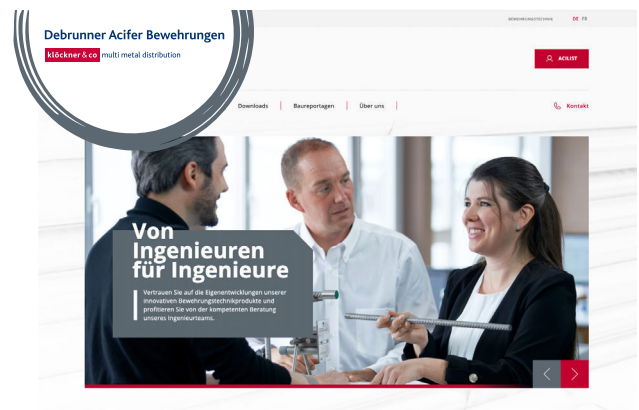 BEWEHRUNGSTECHNIK DE FR
Debrunner Acifer Bewehrungen
klöckner & co multi metal distribution
ACILIST
Downloads Baureportagen Über uns Kontakt
Von
Ingenieuren
für Ingenieure
Vertrauen Sie auf die Eigenentwicklungen unserer
innovativen Bewehrungstechnikprodukte und
profitieren Sie von der kompetenten Beratung
unseres Ingenieurteams.